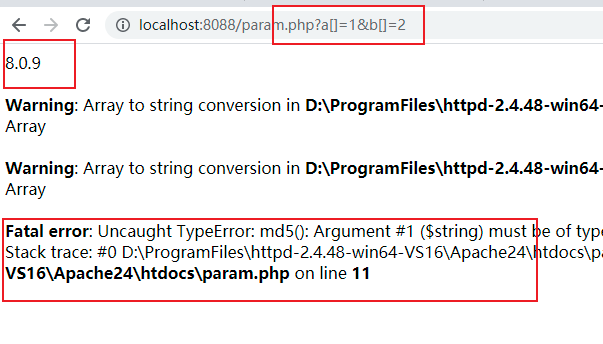 localhost:8088/param.php?a[]=1&b[]=2
8.0.9
Warning: Array to string conversion in D:\ProgramFiles\httpd-2.4.48-win64-
Array
Warning: Array to string conversion in D:\ProgramFiles\httpd-2.4.48-win64-
Array
Fatal error: Uncaught TypeError: md5(): Argument #1 ($string) must be of type
Stack trace: #0 D:\ProgramFiles\httpd-2.4.48-win64-VS16\Apache24\htdocs\pa
VS16\Apache24\htdocs\param.php on line 11